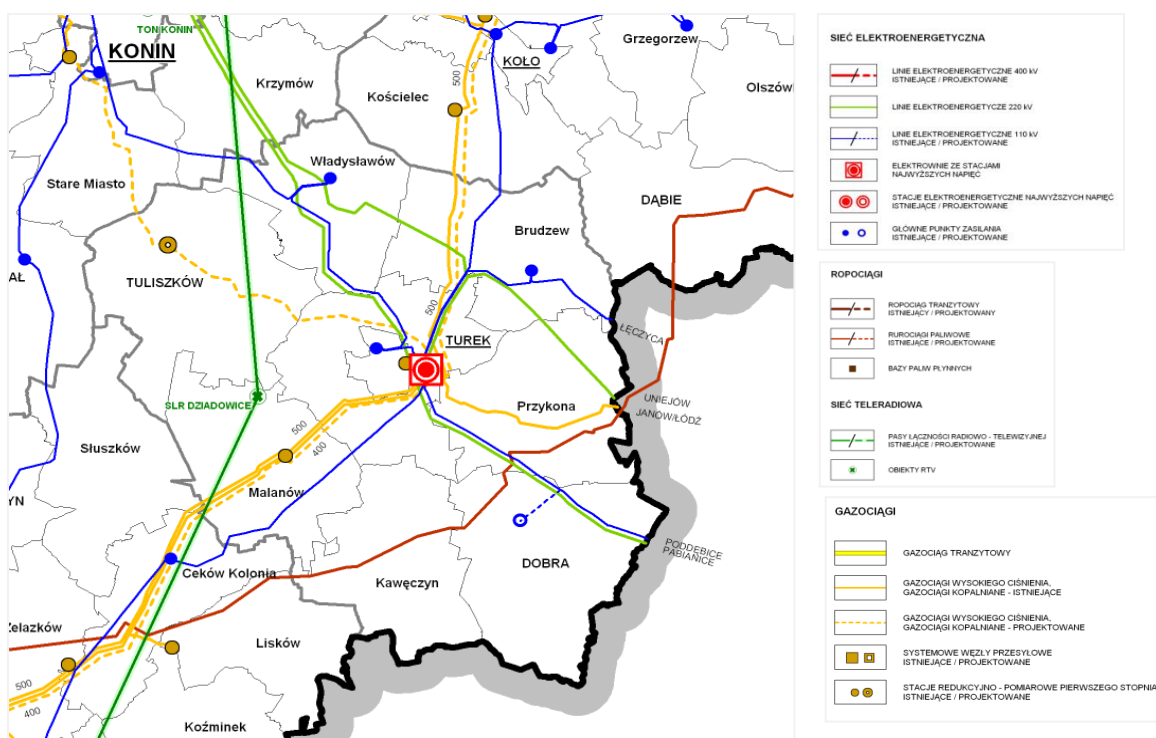 TON KONIN
KONIN
KOŁO
Grzegorzew
500
Krzymów
Kościelec
Olszów
Władysławów
Stare Miasto
DĄBIE
Brudzew
TULISZKÓW
AŁ
500
ŁĘCZYCA
TUREK
SLR DZIADOWICE
Przykona
UNIEJÓW
JANÓW/ŁÓDŹ
500
400
Słuszków
Malanów
YN
PODDĘBICE
PABIANICE
DOBRA
Ceków Kolonia
Kawęczyn
Żelazków
Lisków
500
400
Koźminek
SIEĆ ELEKTROENERGETYCZNA
LINIE ELEKTROENERGETYCZNE 400 kV
ISTNIEJĄCE / PROJEKTOWANE
LINIE ELEKTROENERGETYCZE 220 kV
LINIE ELEKTROENERGETYCZNE 110 kV
ISTNIEJĄCE / PROJEKTOWANE
ELEKTROWNIE ZE STACJAMI
NAJWYŻSZYCH NAPIĘĆ
STACJE ELEKTROENERGETYCZNE NAJWYŻSZYCH NAPIĘĆ
ISTNIEJĄCE / PROJEKTOWANE
GŁÓWNE PUNKTY ZASILANIA
ISTNIEJĄCE / PROJEKTOWANE
ROPOCIĄGI
ROPOCIĄG TRANZYTOWY
ISTNIEJĄCY / PROJEKTOWANY
RUROCIĄGI PALIWOWE
ISTNIEJĄCE / PROJEKTOWANE
BAZY PALIW PŁYNNYCH
SIEĆ TELERADIOWA
PASY ŁĄCZNOŚCI RADIOWO - TELEWIZYJNEJ
ISTNIEJĄCE / PROJEKTOWANE
OBIEKTY RTV
GAZOCIĄGI
GAZOCIĄG TRANZYTOWY
GAZOCIĄGI WYSOKIEGO CIŚNIENIA,
GAZOCIĄGI KOPALNIANE - ISTNIEJĄCE
GAZOCIĄGI WYSOKIEGO CIŚNIENIA,
GAZOCIĄGI KOPALNIANE - PROJEKTOWANE
SYSTEMOWE WĘZŁY PRZESYŁOWE
ISTNIEJĄCE / PROJEKTOWANE
STACJE REDUKCYJNO - POMIAROWE PIERWSZEGO STOPNIA
ISTNIEJĄCE / PROJEKTOWANE